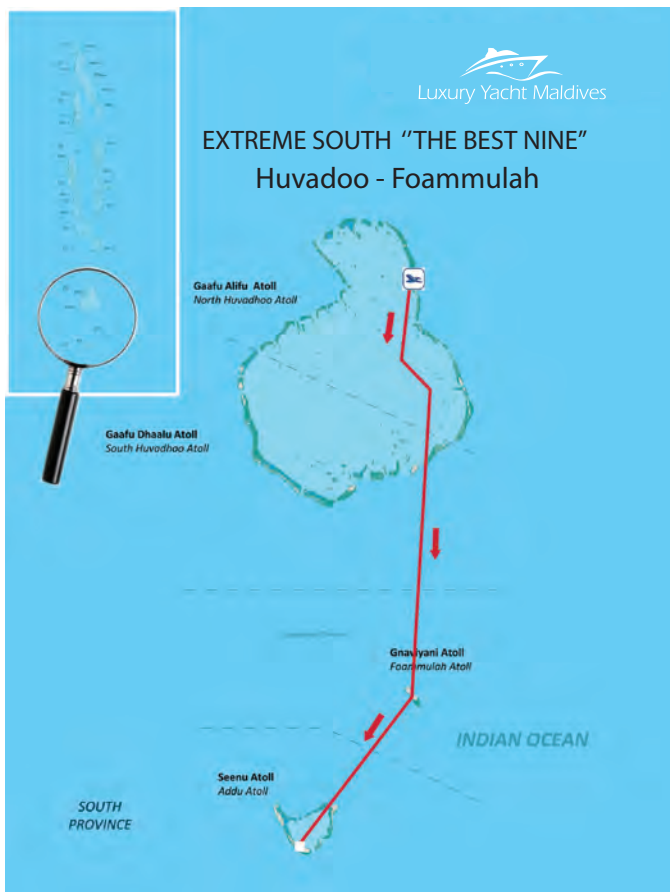 Luxury Yacht Maldives
EXTREME SOUTH "THE BEST NINE"
Huvadoo - Foammulah
Gaafu Alifu Atoll
North Huvadhoo Atoll
Gaafu Dhaalu Atoll
South Huvadhoo Atoll
Gnaviyani Atoll
Foammulah Atoll
INDIAN OCEAN
Seenu Atoll
Addu Atoll
SOUTH
PROVINCE